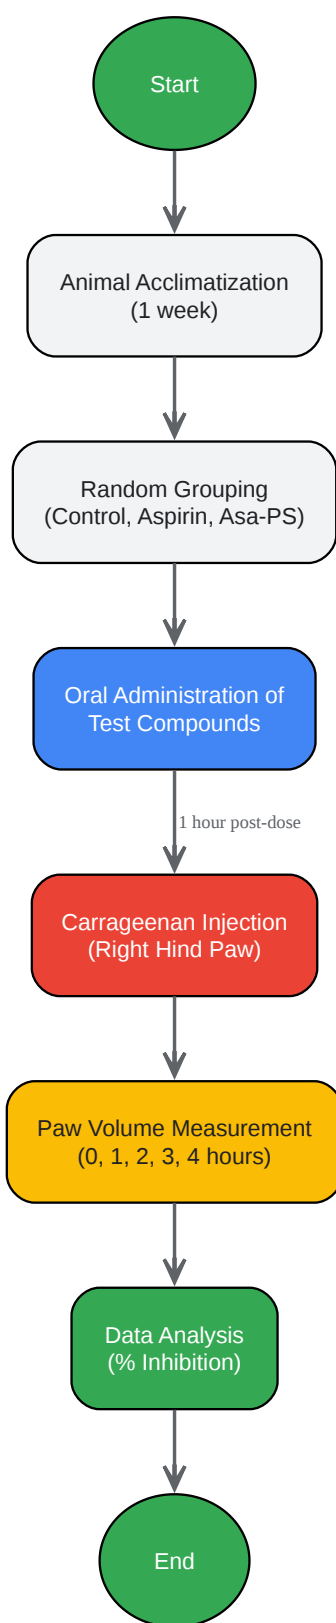 Start
Animal Acclimatization
(1 week)
Random Grouping
(Control, Aspirin, Asa-PS)
Oral Administration of
Test Compounds
1 hour post-dose
Carrageenan Injection
(Right Hind Paw)
Paw Volume Measurement
(0, 1, 2, 3, 4 hours)
Data Analysis
(% Inhibition)
End